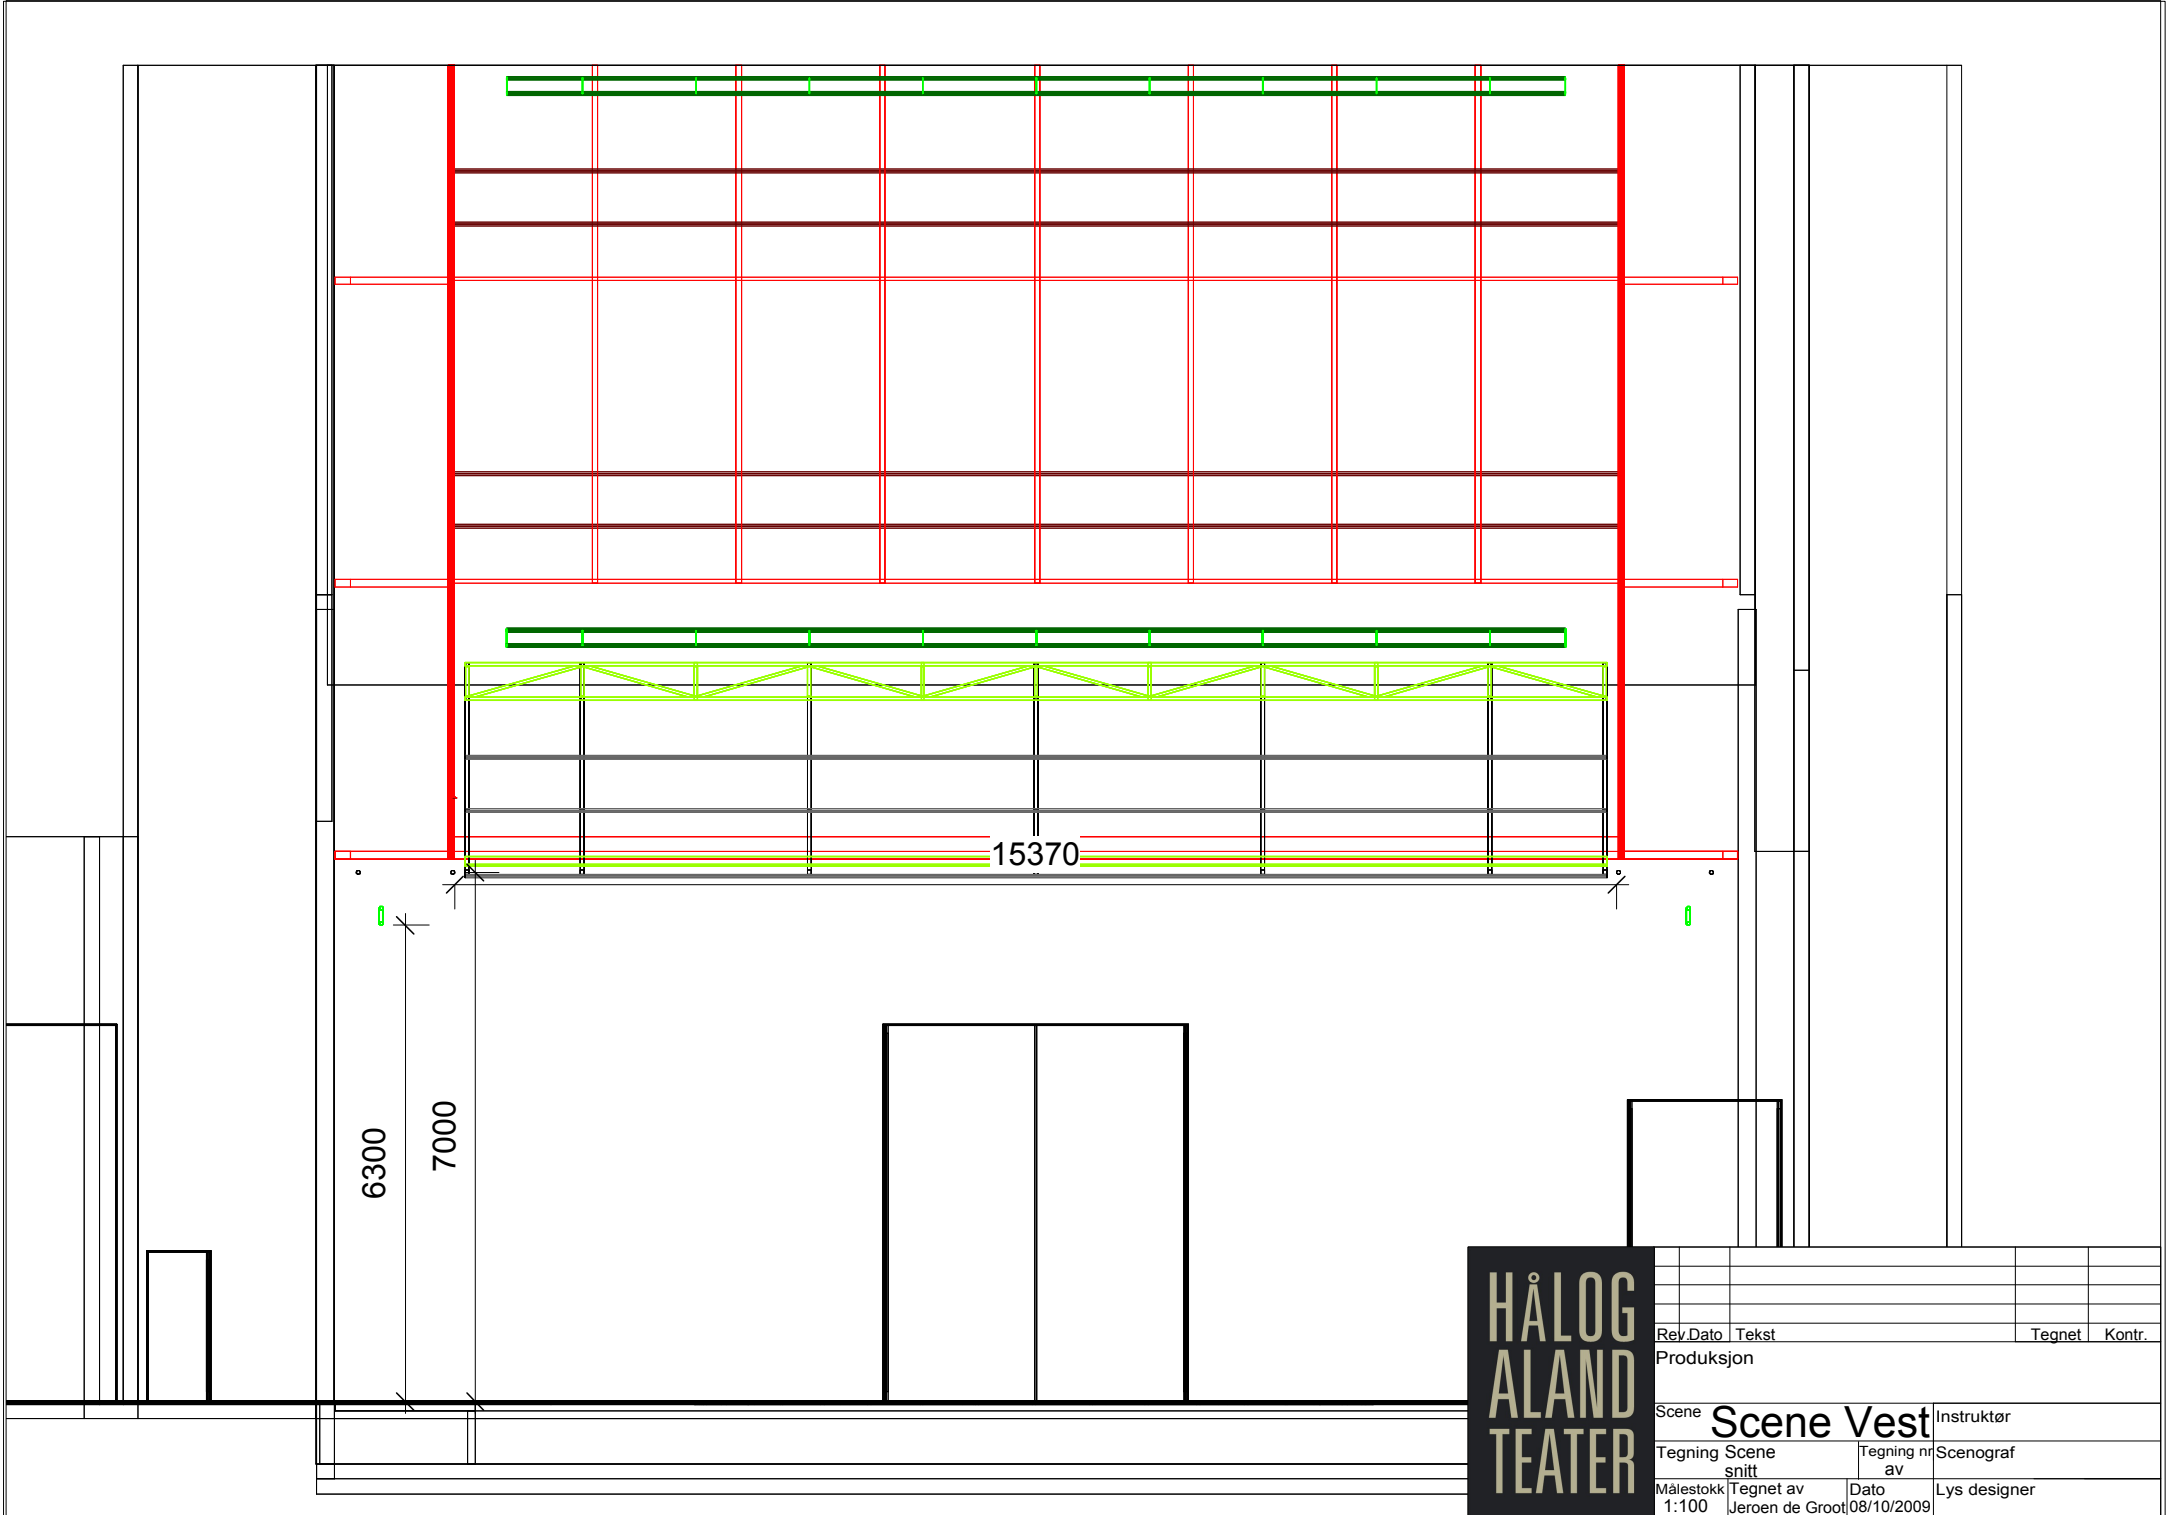 15370
6300
7000
HÅLOG
ALAND
TEATER
Rev.Dato Tekst Tegnet Kontr.
Produksjon
Scene Scene Vest Instruktør
Tegning Scene snitt Tegning nr av Scenograf
Målestokk 1:100 Tegnet av Jeroen de Groot Dato 08/10/2009 Lys designer